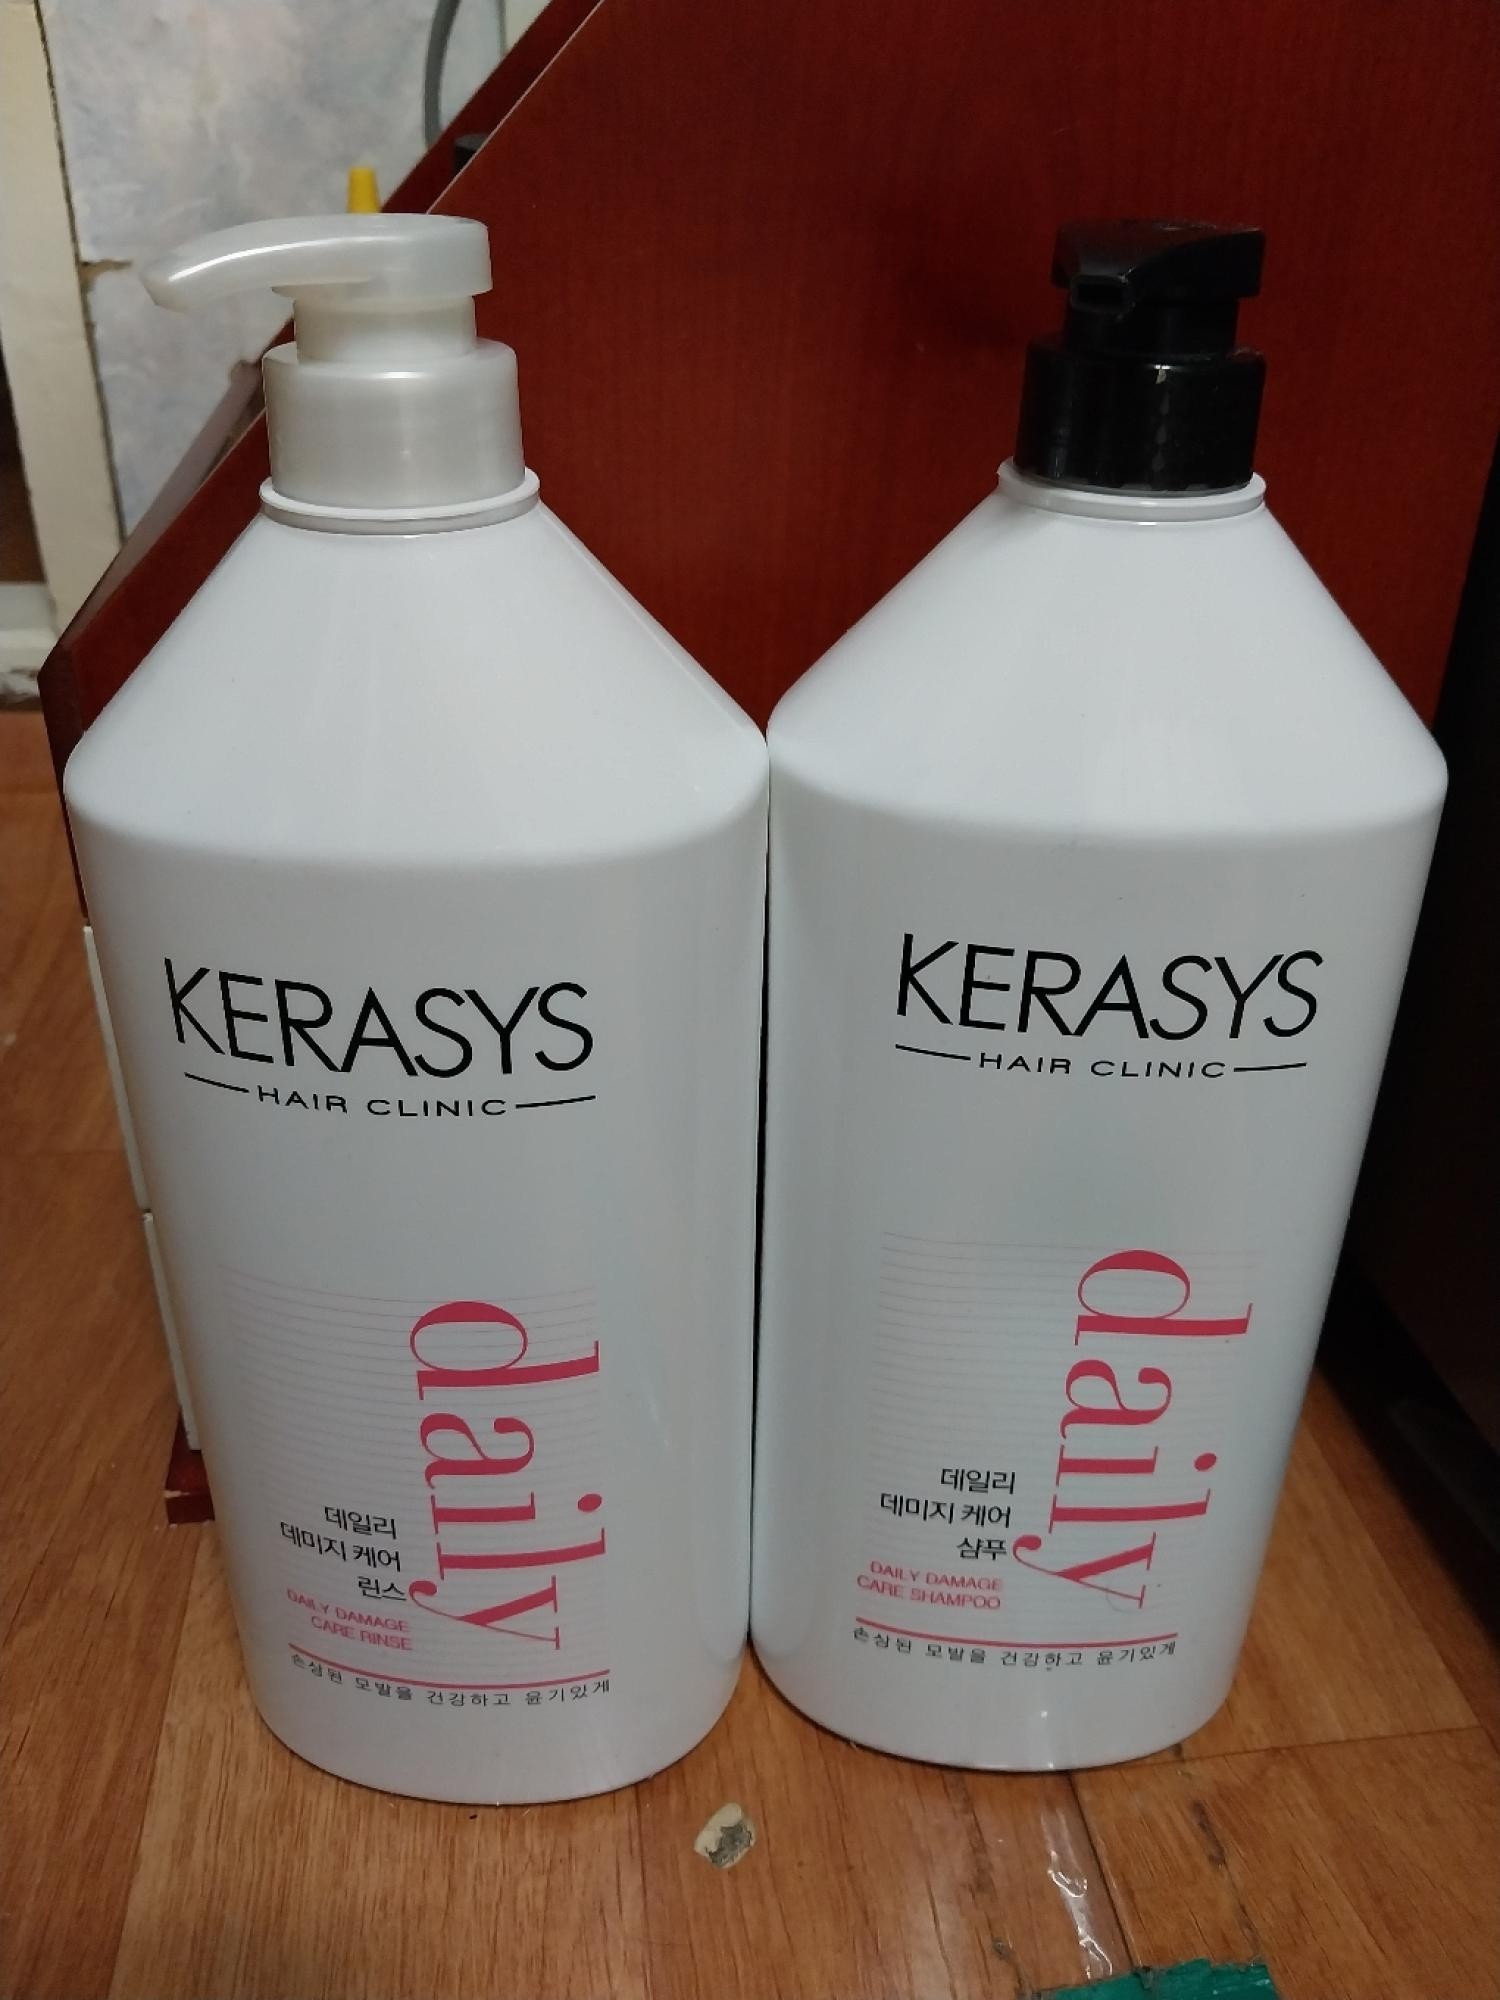 KERASYS
HAIR CLINIC
daily
데일리
데미지 케어
린스
DAILY DAMAGE
CARE RINSE
손상된 모발을 건강하고 윤기있게
KERASYS
HAIR CLINIC
daily
데일리
데미지 케어
샴푸
DAILY DAMAGE
CARE SHAMPOO
손상된 모발을 건강하고 윤기있게